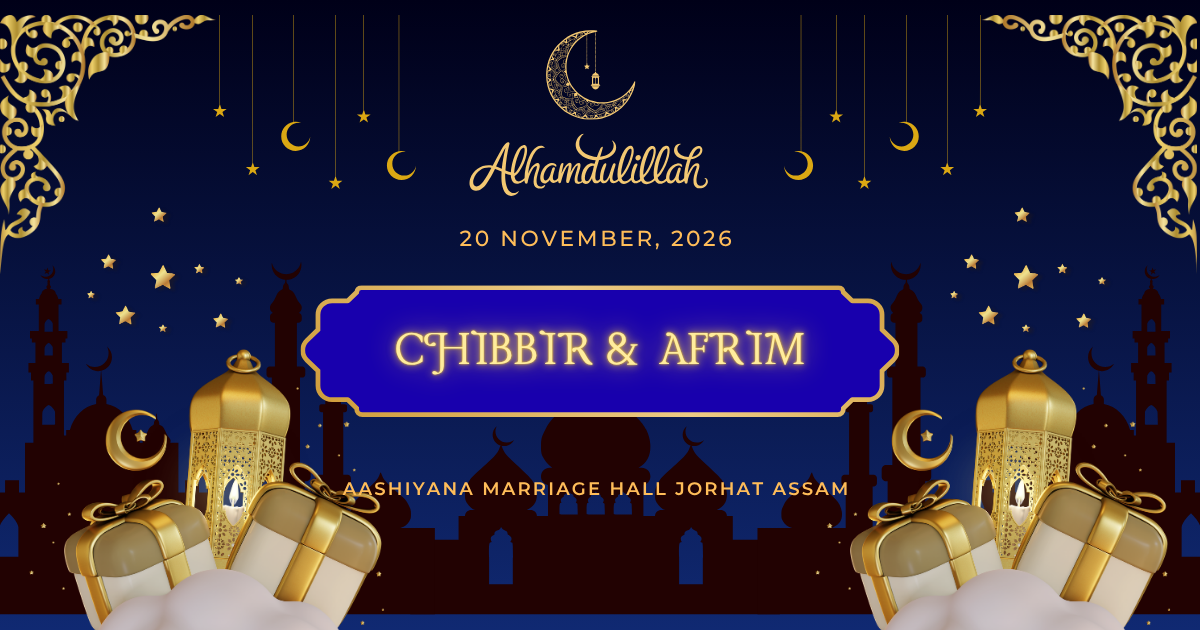 Alhamdulillah
20 NOVEMBER, 2026
CHIBBIR & AFRIM
AASHIYANA MARRIAGE HALL JORHAT ASSAM